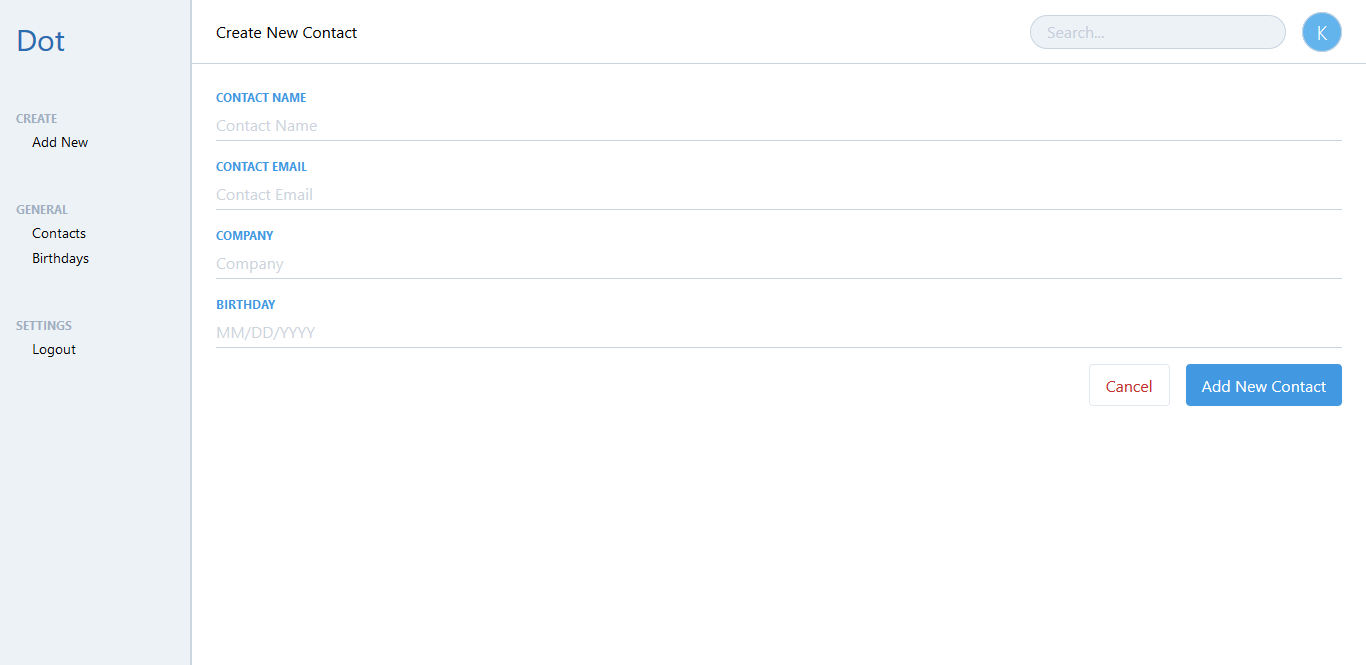 Dot
CREATE
Add New
GENERAL
Contacts
Birthdays
SETTINGS
Logout
Create New Contact
Search...
K
CONTACT NAME
Contact Name
CONTACT EMAIL
Contact Email
COMPANY
Company
BIRTHDAY
MM/DD/YYYY
Cancel
Add New Contact